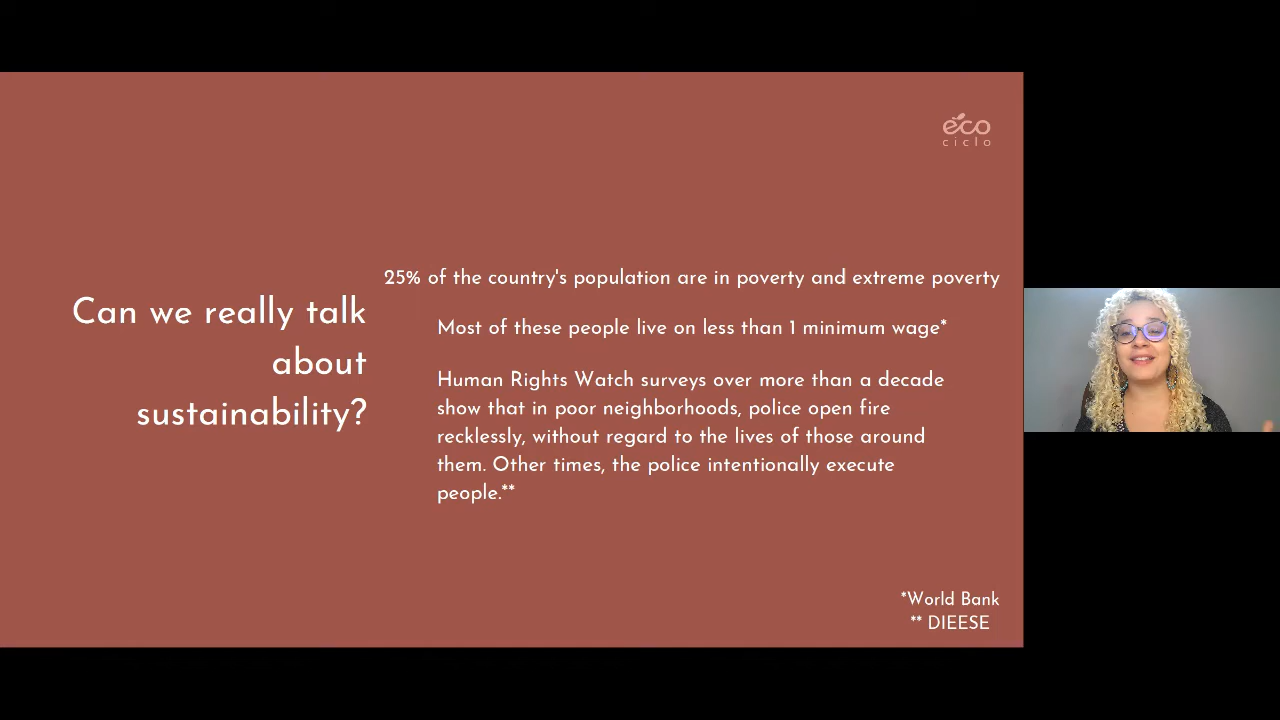 éco
ciclo
Can we really talk
about
sustainability?
25% of the country's population are in poverty and extreme poverty
Most of these people live on less than 1 minimum wage*
Human Rights Watch surveys over more than a decade
show that in poor neighborhoods, police open fire
recklessly, without regard to the lives of those around
them. Other times, the police intentionally execute
people.**
*World Bank
** DIEESE